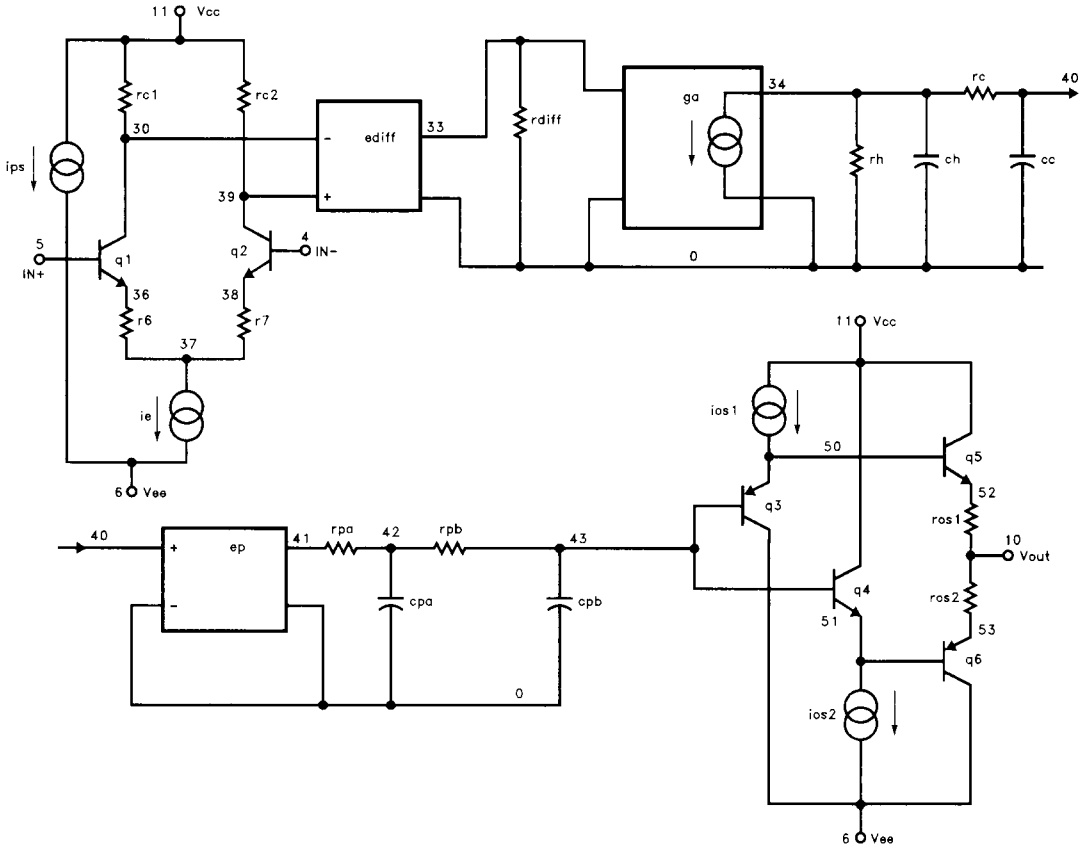 11 Vcc
rc1
rc2
30
ips
39
5
IN+
q1
q2
4
IN-
36
38
r6
r7
37
ie
6 Vee
-
ediff
+
33
rdiff
ga
34
rc
40
rh
ch
cc
0
11 Vcc
ios1
50
q5
52
q3
ros1
10
Vout
ros2
q4
51
53
q6
ios2
6 Vee
40
+
ep
-
41
rpa
42
rpb
43
cpa
cpb
0